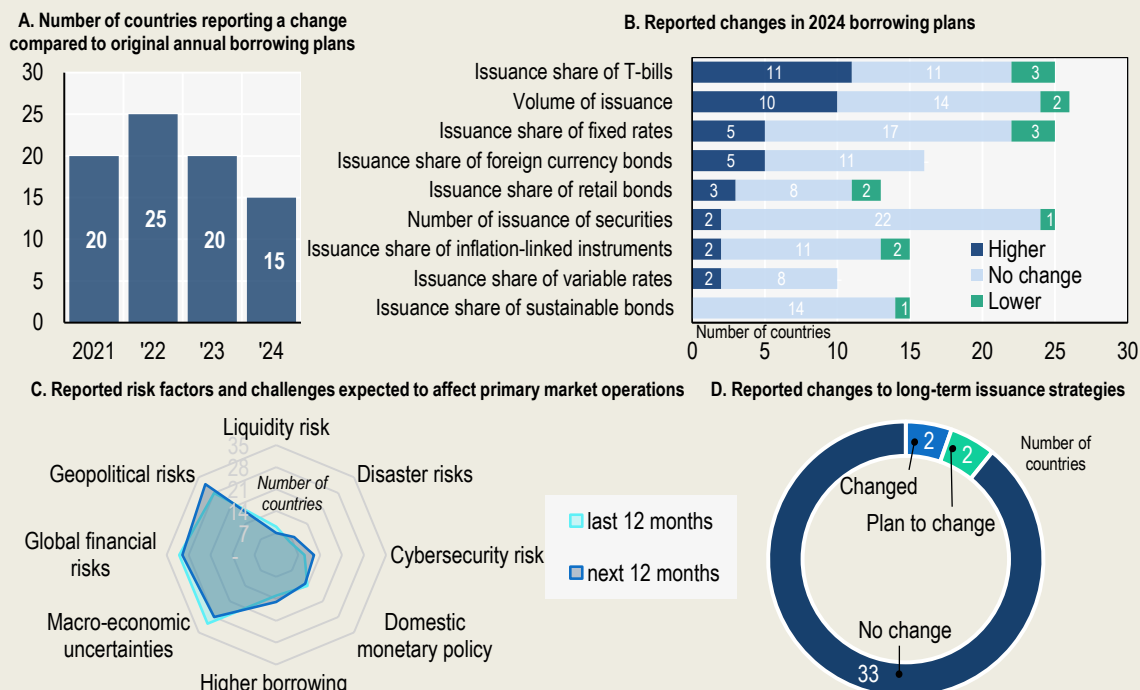 A. Number of countries reporting a change
compared to original annual borrowing plans
30
25
20
15
10
5
0
20
25
20
15
2021
'22
'23
'24
B. Reported changes in 2024 borrowing plans
Issuance share of T-bills
11
11
3
Volume of issuance
10
14
2
Issuance share of fixed rates
5
17
3
Issuance share of foreign currency bonds
5
11
Issuance share of retail bonds
3
8
2
Number of issuance of securities
2
22
1
Issuance share of inflation-linked instruments
2
11
2
Issuance share of variable rates
2
8
Issuance share of sustainable bonds
14
1
Higher
No change
Lower
Number of countries
0
5
10
15
20
25
30
C. Reported risk factors and challenges expected to affect primary market operations
Liquidity risk
Disaster risks
Cybersecurity risk
Domestic
monetary policy
Higher borrowing
Macro-economic
uncertainties
Global financial
risks
Geopolitical risks
35
28
21
14
7
-
Number of
countries
last 12 months
next 12 months
D. Reported changes to long-term issuance strategies
Number of
countries
2
2
Changed
Plan to change
No change
33